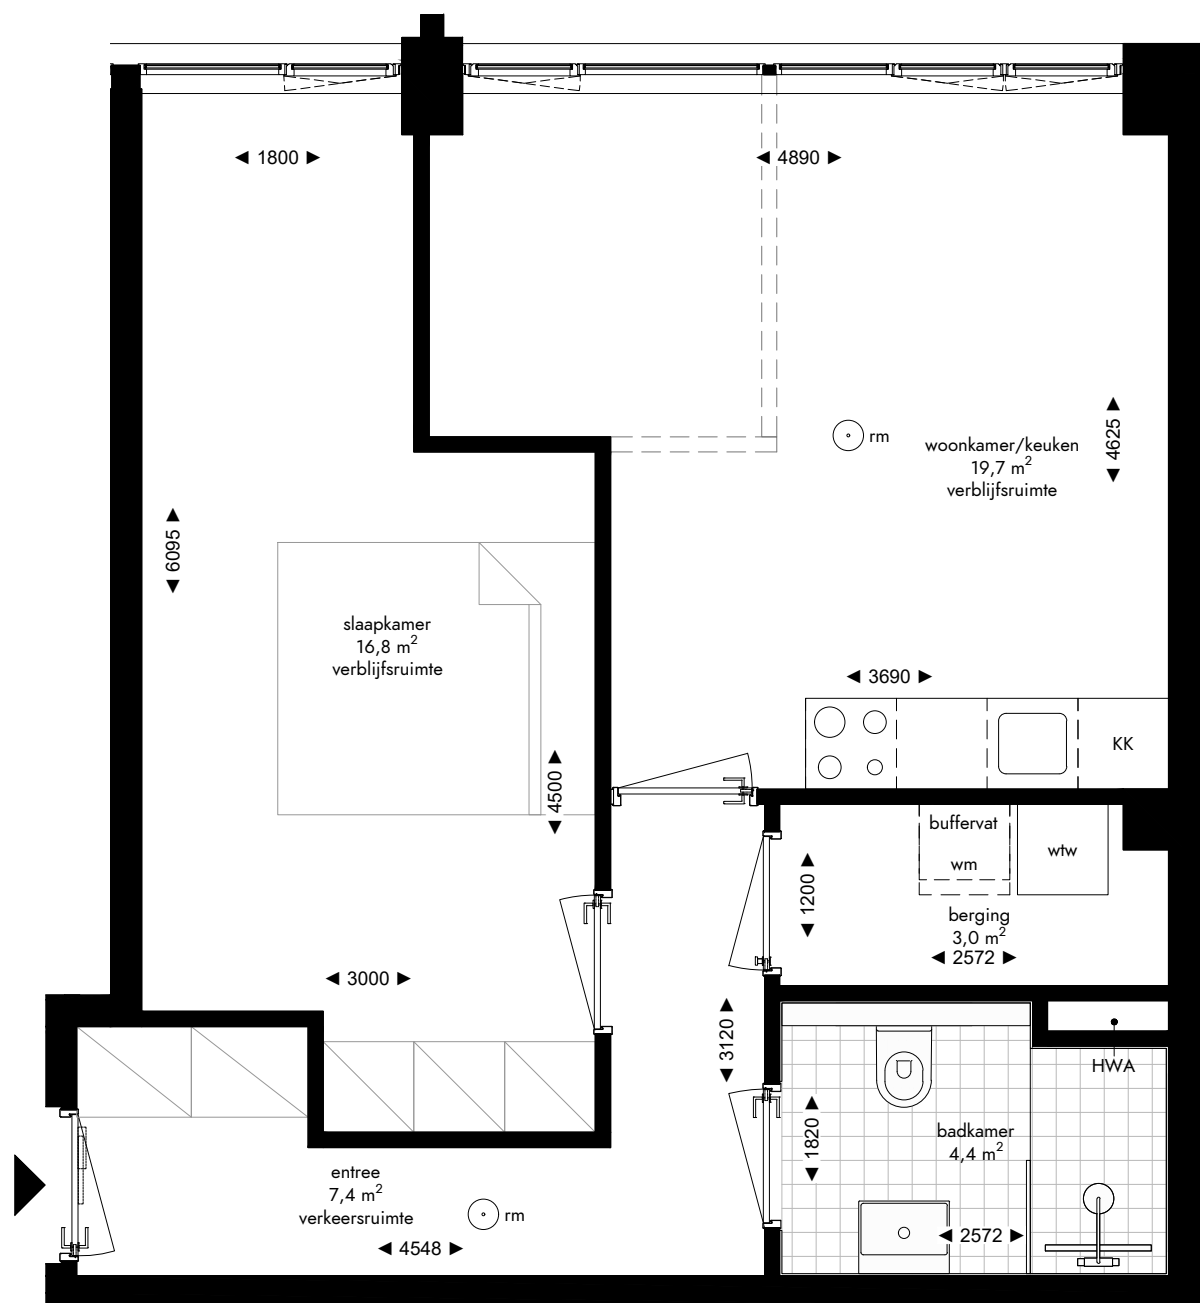 1800
4890
rm
woonkamer/keuken
19,7 m²
verblijfsruimte
4625
6095
slaapkamer
16,8 m²
verblijfsruimte
3690
KK
4500
buffervat
wm
wtw
1200
berging
3,0 m²
2572
3000
3120
HWA
1820
badkamer
4,4 m²
entree
7,4 m²
verkeersruimte
rm
4548
2572